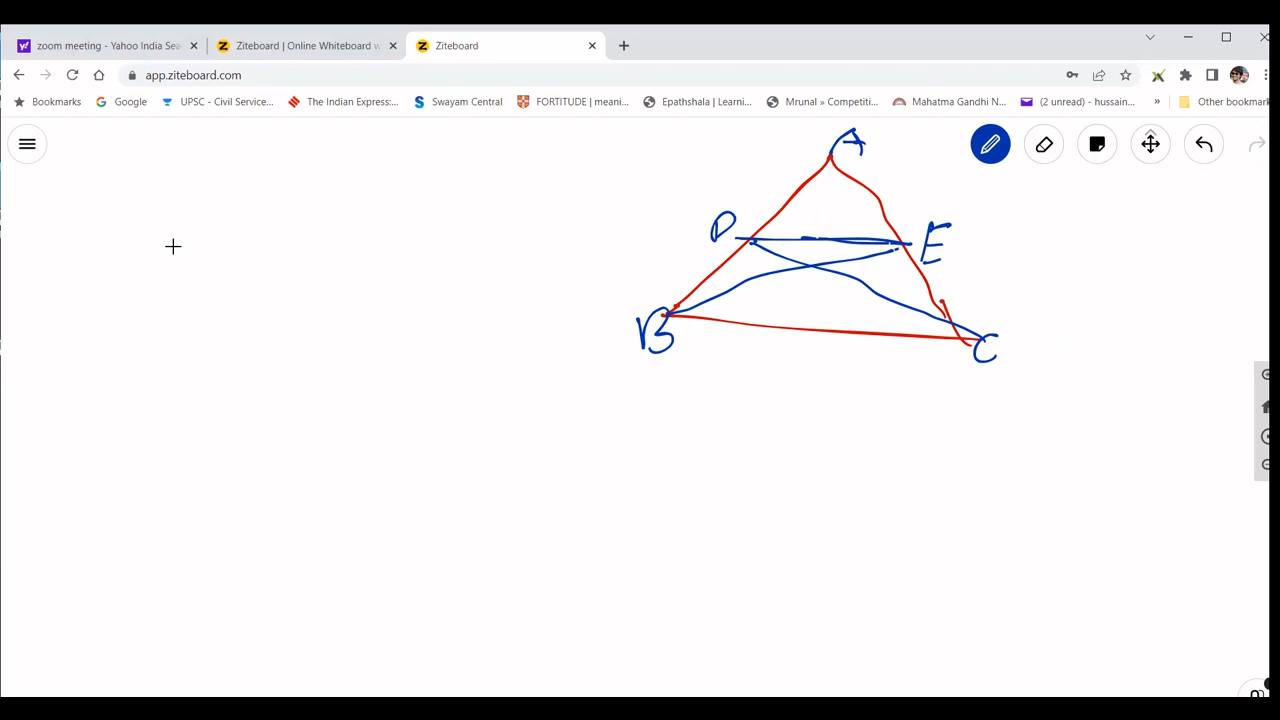 zoom meeting - Yahoo India Sea
Ziteboard | Online Whiteboard w
Ziteboard
app.ziteboard.com
Bookmarks
Google
UPSC - Civil Service...
The Indian Express:...
Swayam Central
FORTITUDE | meani...
Epathshala | Learni...
Mrunal » Competiti...
Mahatma Gandhi N...
(2 unread) - hussain...
»
Other bookmark
A
D
E
B
C